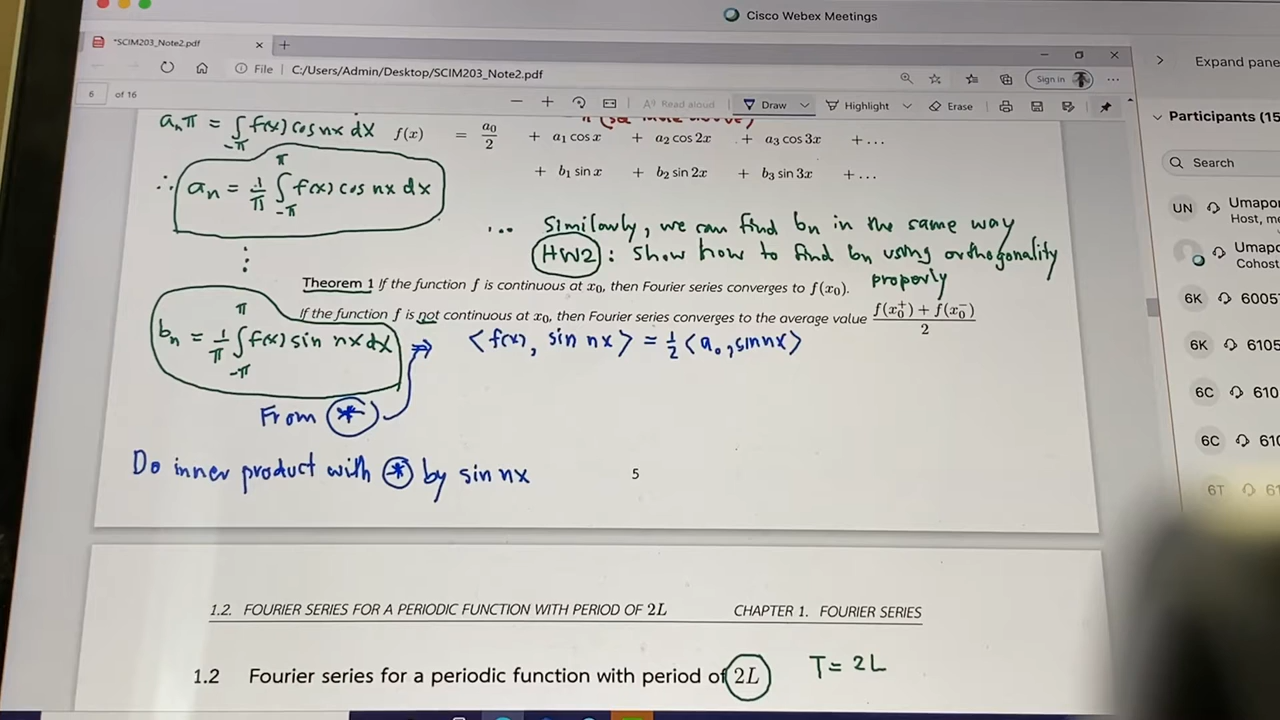 Cisco Webex Meetings
*SCIM203_Note2.pdf
Expand pane
File C:/Users/Admin/Desktop/SCIM203_Note2.pdf Sign in
6 of 16 Read aloud Draw Highlight Erase
Participants (15
Search
aₙπ = ∫_{-π}^{π} f(x) cos nx dx f(x) = a₀/2 + a₁ cos x + a₂ cos 2x + a₃ cos 3x + ...
+ b₁ sin x + b₂ sin 2x + b₃ sin 3x + ...
∴ aₙ = 1/π ∫_{-π}^{π} f(x) cos nx dx
UN Umapor
Host, me
... Similarly, we can find bn in the same way
HW2 : Show how to find bn using orthogonality
properly
Umapo
Cohost
Theorem 1 If the function f is continuous at x₀, then Fourier series converges to f(x₀).
If the function f is not continuous at x₀, then Fourier series converges to the average value (f(x₀⁺) + f(x₀⁻))/2
6K 6005
bₙ = 1/π ∫_{-π}^{π} f(x) sin nx dx ⇒ <f(x), sin nx> = 1/2 <a₀, sin nx>
6K 6105
6C 610
From *
6C 610
Do inner product with * by sin nx
5
6T 61
1.2. FOURIER SERIES FOR A PERIODIC FUNCTION WITH PERIOD OF 2L CHAPTER 1. FOURIER SERIES
1.2 Fourier series for a periodic function with period of 2L T = 2L